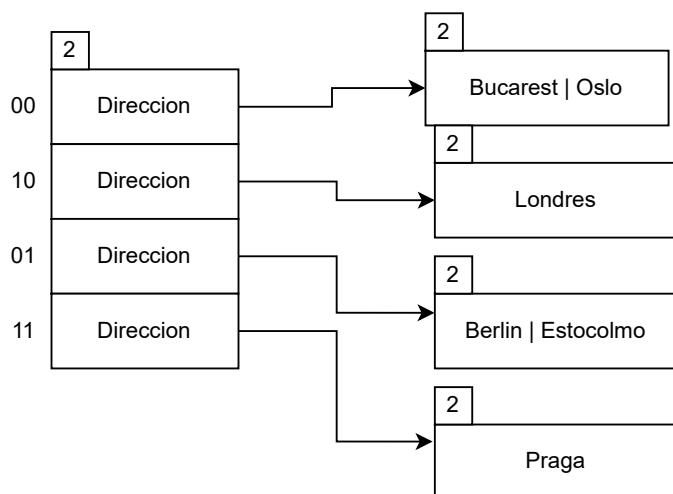 2
2
00
Direccion
Bucarest | Oslo
2
10
Direccion
Londres
01
Direccion
2
Berlin | Estocolmo
11
Direccion
2
Praga